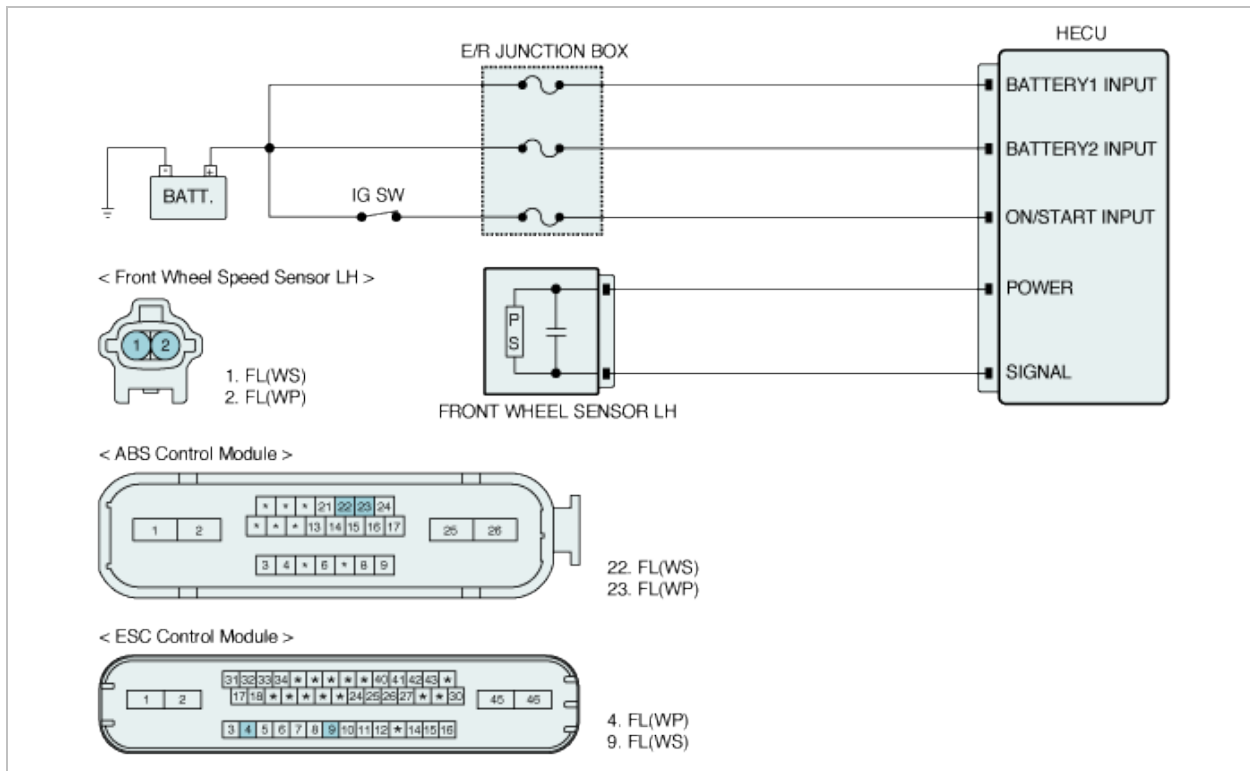 HECU
E/R JUNCTION BOX
BATTERY1 INPUT
BATTERY2 INPUT
- +
BATT.
IG SW
ON/START INPUT
< Front Wheel Speed Sensor LH >
POWER
1 2
P
S
1. FL(WS)
2. FL(WP)
SIGNAL
FRONT WHEEL SENSOR LH
< ABS Control Module >
* * * 21 22 23 24
1 2 * * * 13 14 15 16 17 25 26
3 4 * 6 * 8 9
22. FL(WS)
23. FL(WP)
< ESC Control Module >
31 32 33 34 * * * * * 40 41 42 43 *
1 2 17 18 * * * * * 24 25 26 27 * * 30 45 46
3 4 5 6 7 8 9 10 11 12 * 14 15 16
4. FL(WP)
9. FL(WS)